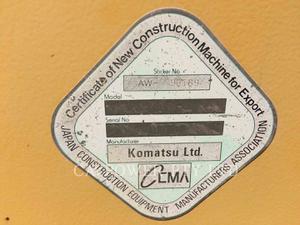 Certificate of New Construction Machine for Export
Sticker No
AW-
Model
Serial No
Manufacturer
Komatsu Ltd.
CEMA
JAPAN CONSTRUCTION EQUIPMENT MANUFACTURERS ASSOCIATION